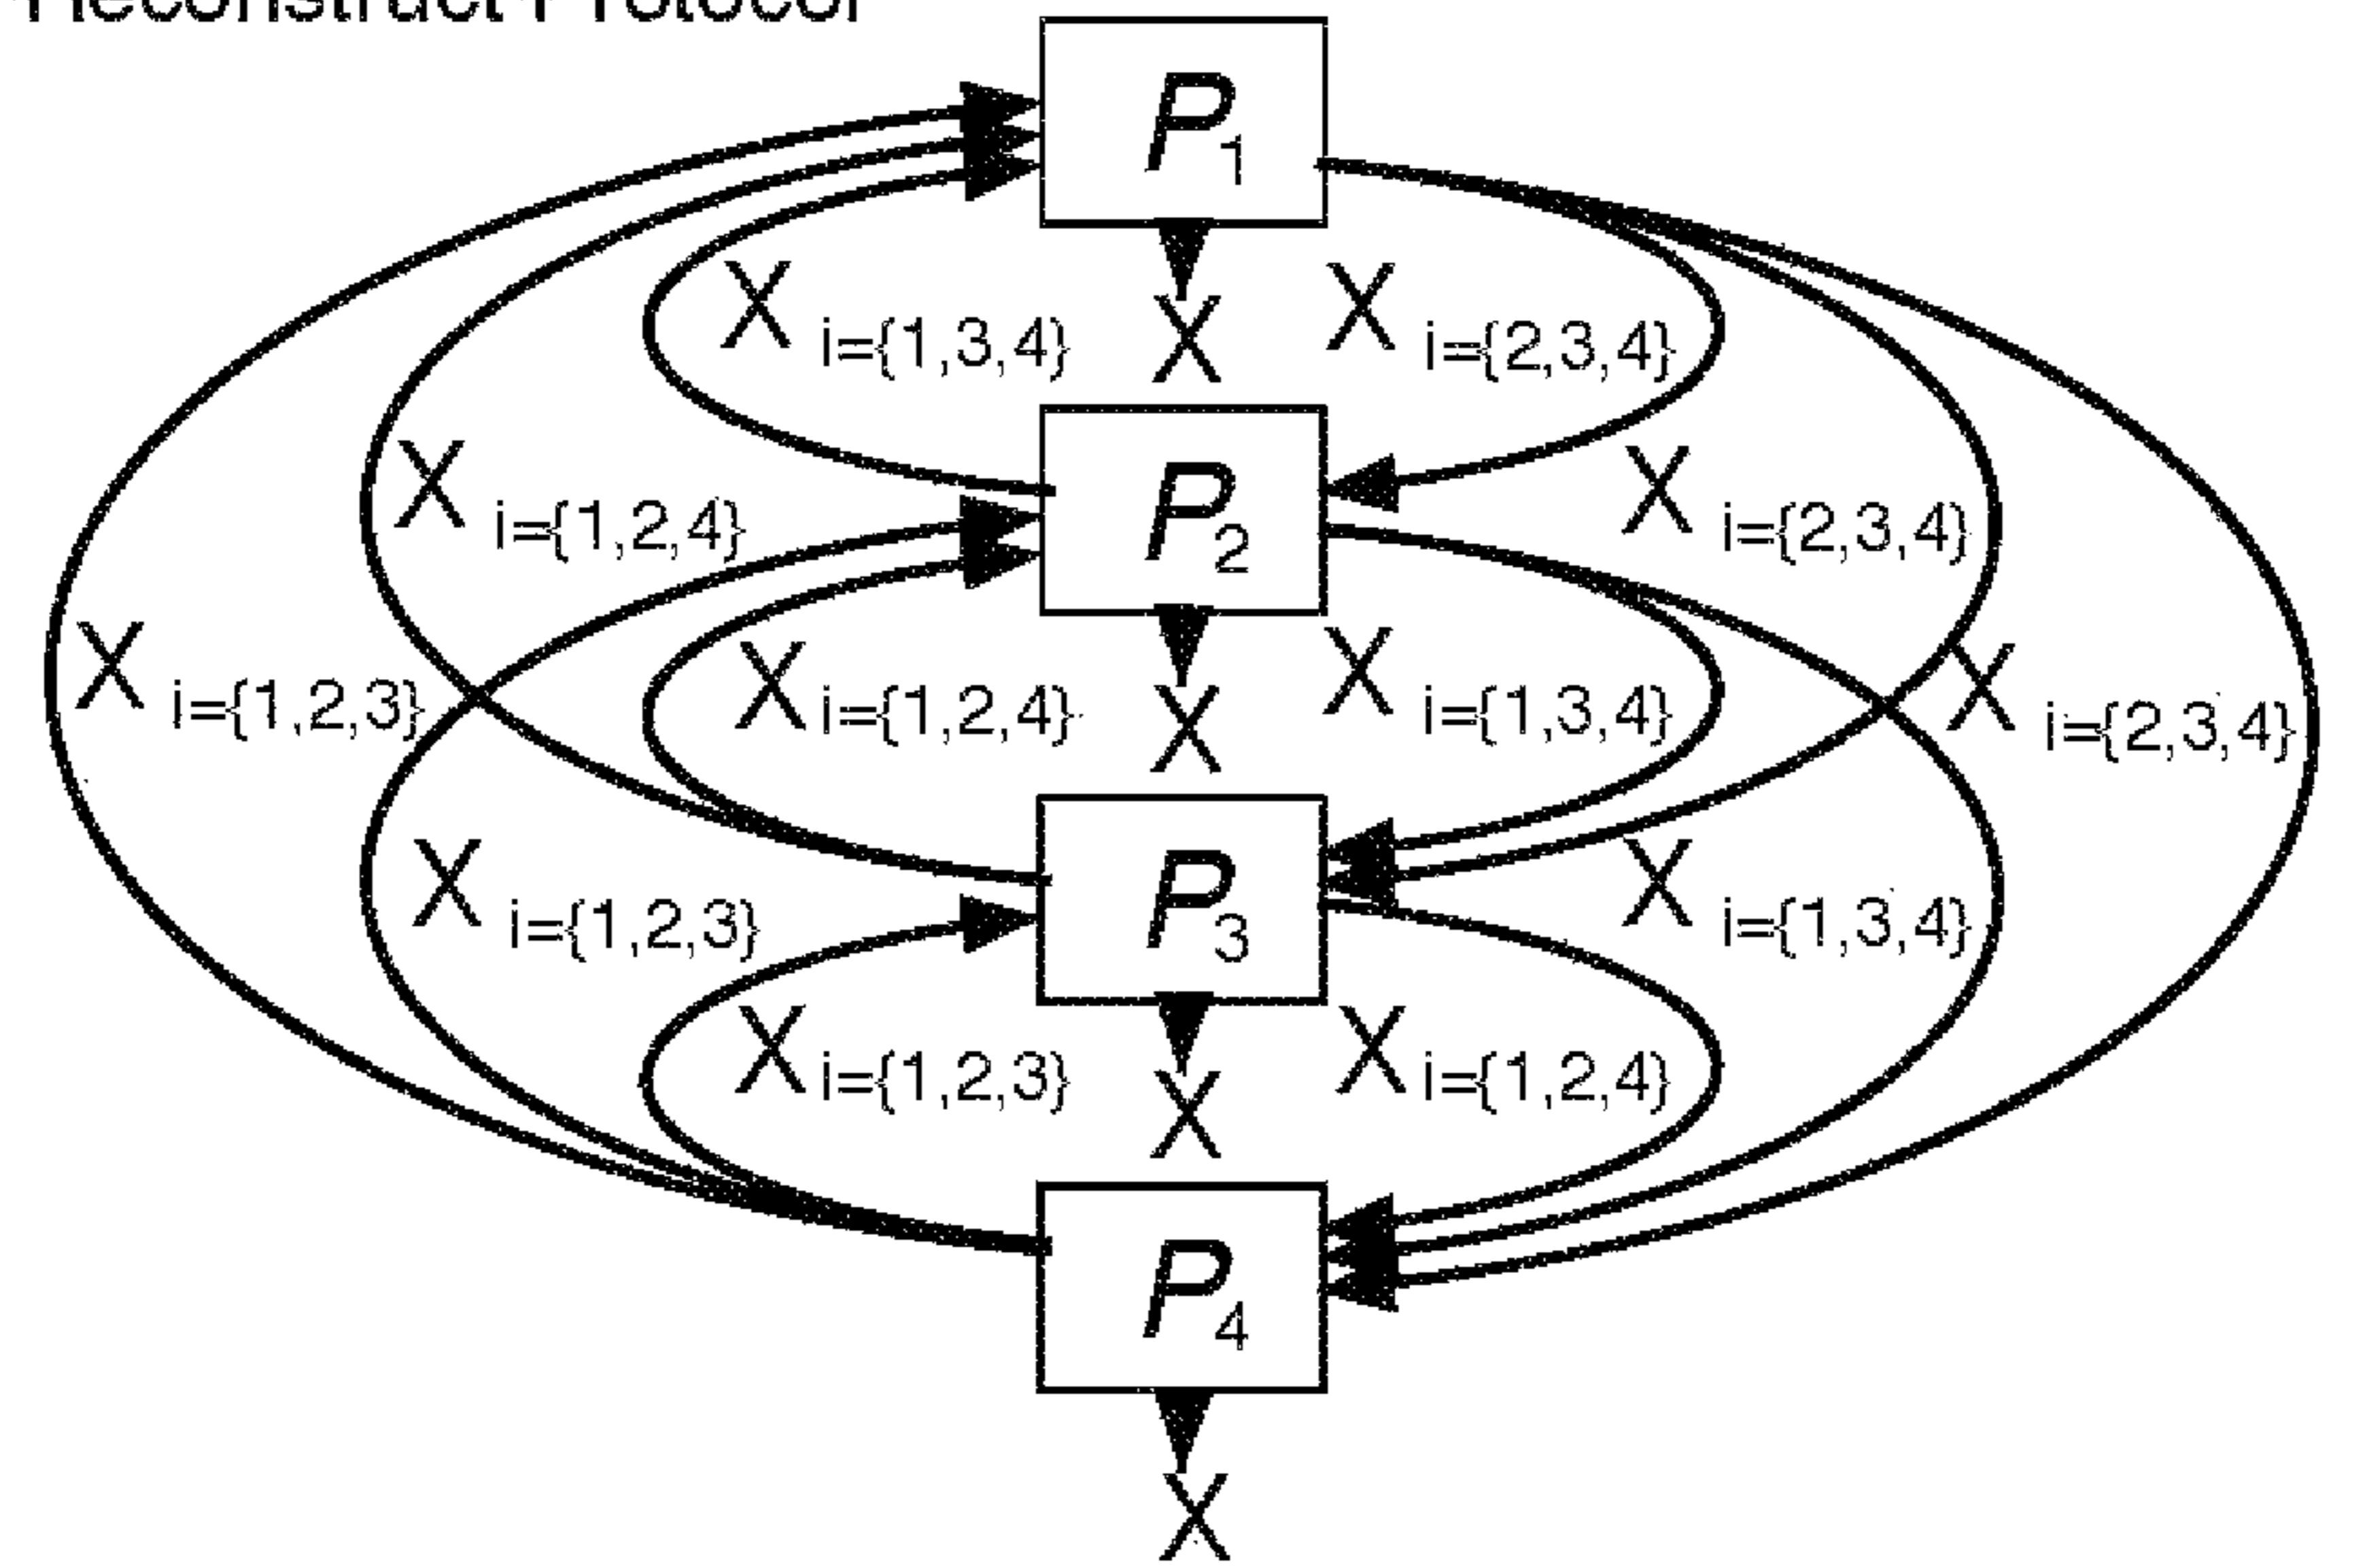 Reconstruct Protocol
P1
X i={1,3,4} X X i={2,3,4}
P2
X i={1,2,4} X i={2,3,4}
X i={1,2,3} X i={1,2,4} X X i={1,3,4} X i={2,3,4}
P3
X i={1,2,3} X i={1,3,4}
X i={1,2,3} X X i={1,2,4}
P4
X